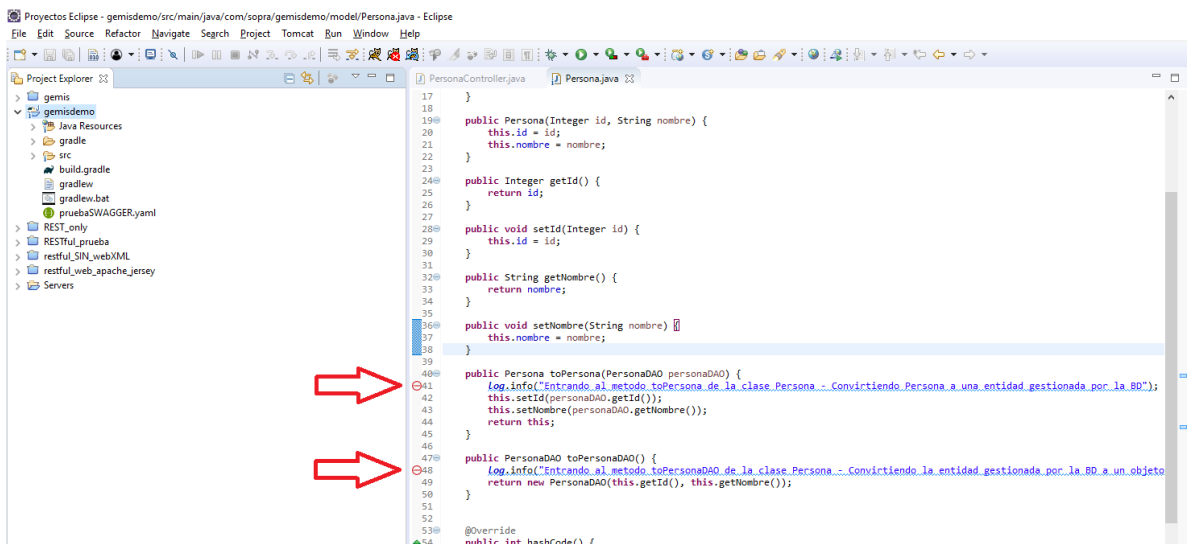 Proyectos Eclipse - gemisdemo/src/main/java/com/sopra/gemisdemo/model/Persona.java - Eclipse
File Edit Source Refactor Navigate Search Project Tomcat Run Window Help
Project Explorer
gemis
gemisdemo
Java Resources
gradle
src
build.gradle
gradlew
gradlew.bat
pruebaSWAGGER.yaml
REST_only
RESTful_prueba
restful_SIN_webXML
restful_web_apache_jersey
Servers
PersonaController.java Persona.java
17 }
18
19 public Persona(Integer id, String nombre) {
20 this.id = id;
21 this.nombre = nombre;
22 }
23
24 public Integer getId() {
25 return id;
26 }
27
28 public void setId(Integer id) {
29 this.id = id;
30 }
31
32 public String getNombre() {
33 return nombre;
34 }
35
36 public void setNombre(String nombre) {
37 this.nombre = nombre;
38 }
39
40 public Persona toPersona(PersonaDAO personaDAO) {
41 log.info("Entrando al metodo toPersona de la clase Persona - Convirtiendo Persona a una entidad gestionada por la BD");
42 this.setId(personaDAO.getId());
43 this.setNombre(personaDAO.getNombre());
44 return this;
45 }
46
47 public PersonaDAO toPersonaDAO() {
48 log.info("Entrando al metodo toPersonaDAO de la clase Persona - Convirtiendo la entidad gestionada por la BD a un objeto
49 return new PersonaDAO(this.getId(), this.getNombre());
50 }
51
52
53 @Override
54 public int hashCode() {